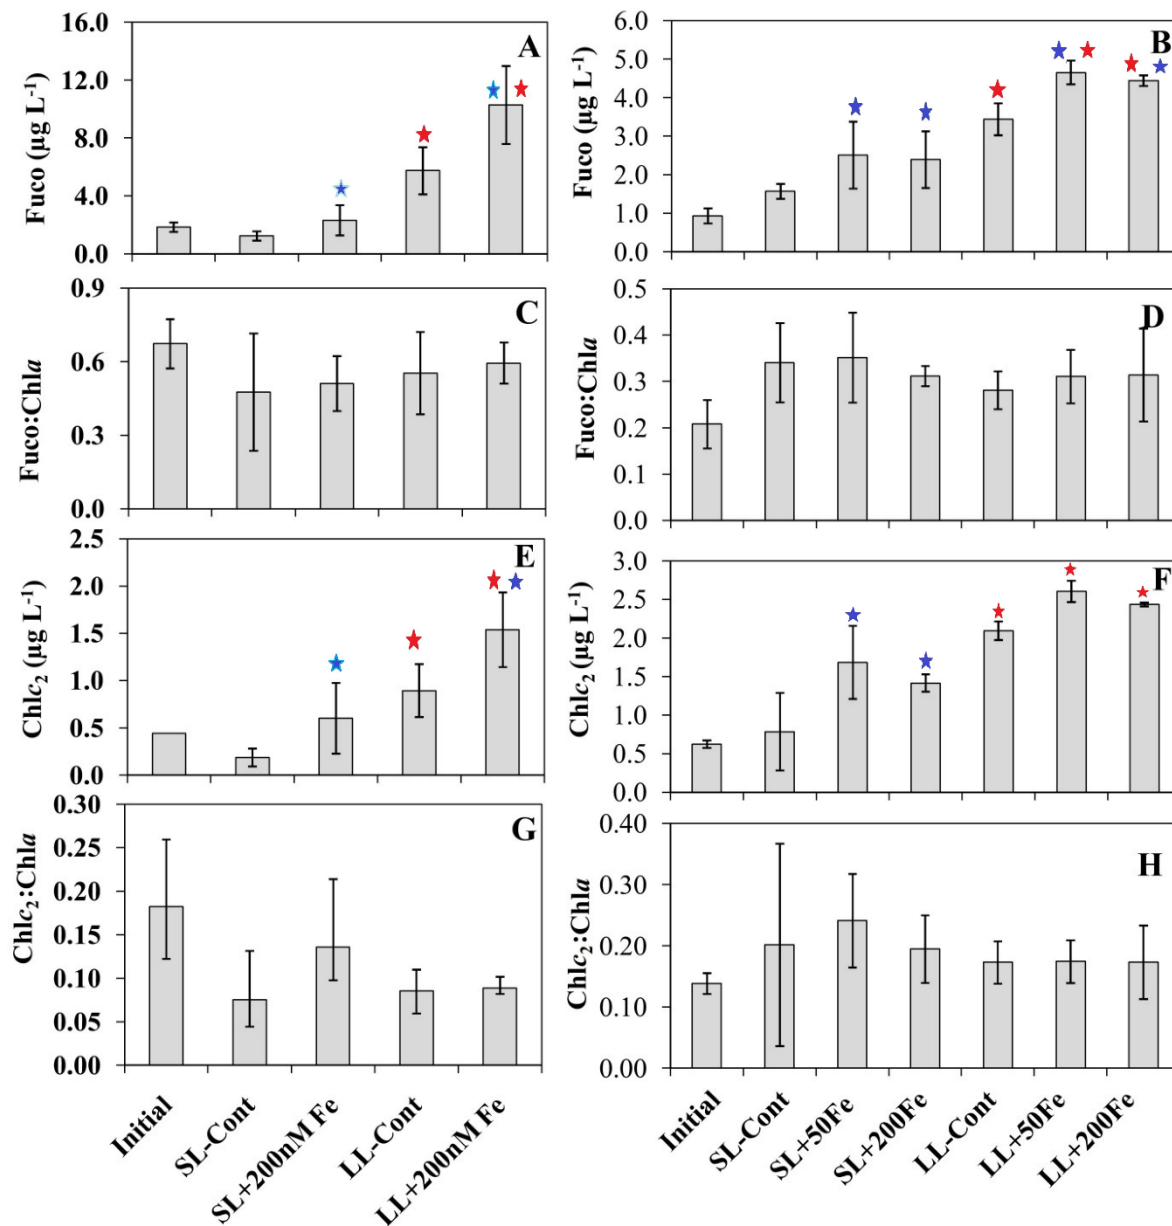 A
Fuco (µg L-1)
16.0
12.0
8.0
4.0
0.0
B
Fuco (µg L-1)
6.0
5.0
4.0
3.0
2.0
1.0
0.0
C
Fuco:Chla
0.9
0.6
0.3
0.0
D
Fuco:Chla
0.5
0.4
0.3
0.2
0.1
0.0
E
Chlc2 (µg L-1)
2.5
2.0
1.5
1.0
0.5
0.0
F
Chlc2 (µg L-1)
3.0
2.5
2.0
1.5
1.0
0.5
0.0
G
Chlc2:Chla
0.30
0.25
0.20
0.15
0.10
0.05
0.00
H
Chlc2:Chla
0.40
0.30
0.20
0.10
0.00
Initial
SL-Cont
SL+200nM Fe
LL-Cont
LL+200nM Fe
Initial
SL-Cont
SL+50Fe
SL+200Fe
LL-Cont
LL+50Fe
LL+200Fe